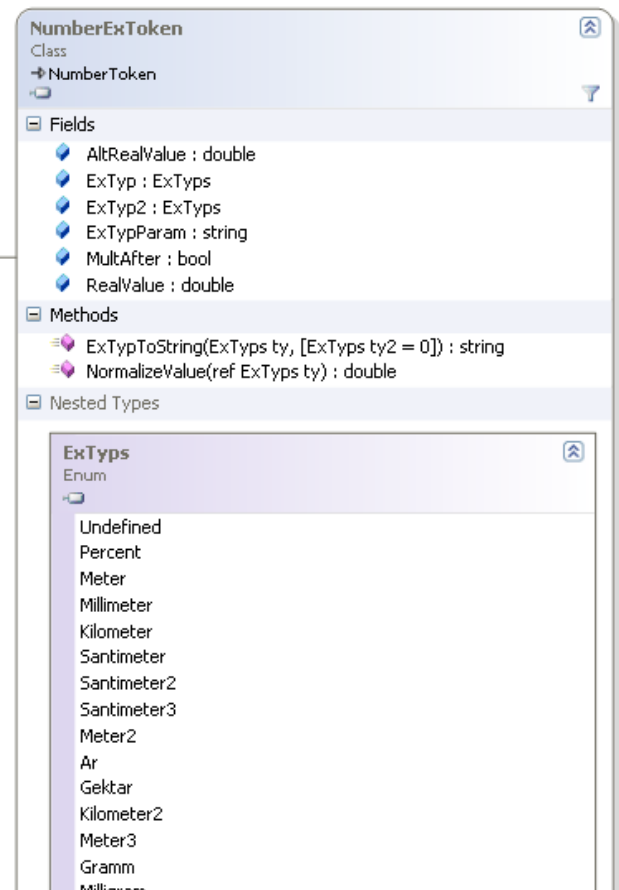 NumberExToken
Class
NumberToken
Fields
AltRealValue : double
ExTyp : ExTyps
ExTyp2 : ExTyps
ExTypParam : string
MultAfter : bool
RealValue : double
Methods
ExTypToString(ExTyps ty, [ExTyps ty2 = 0]) : string
NormalizeValue(ref ExTyps ty) : double
Nested Types
ExTyps
Enum
Undefined
Percent
Meter
Millimeter
Kilometer
Santimeter
Santimeter2
Santimeter3
Meter2
Ar
Gektar
Kilometer2
Meter3
Gramm